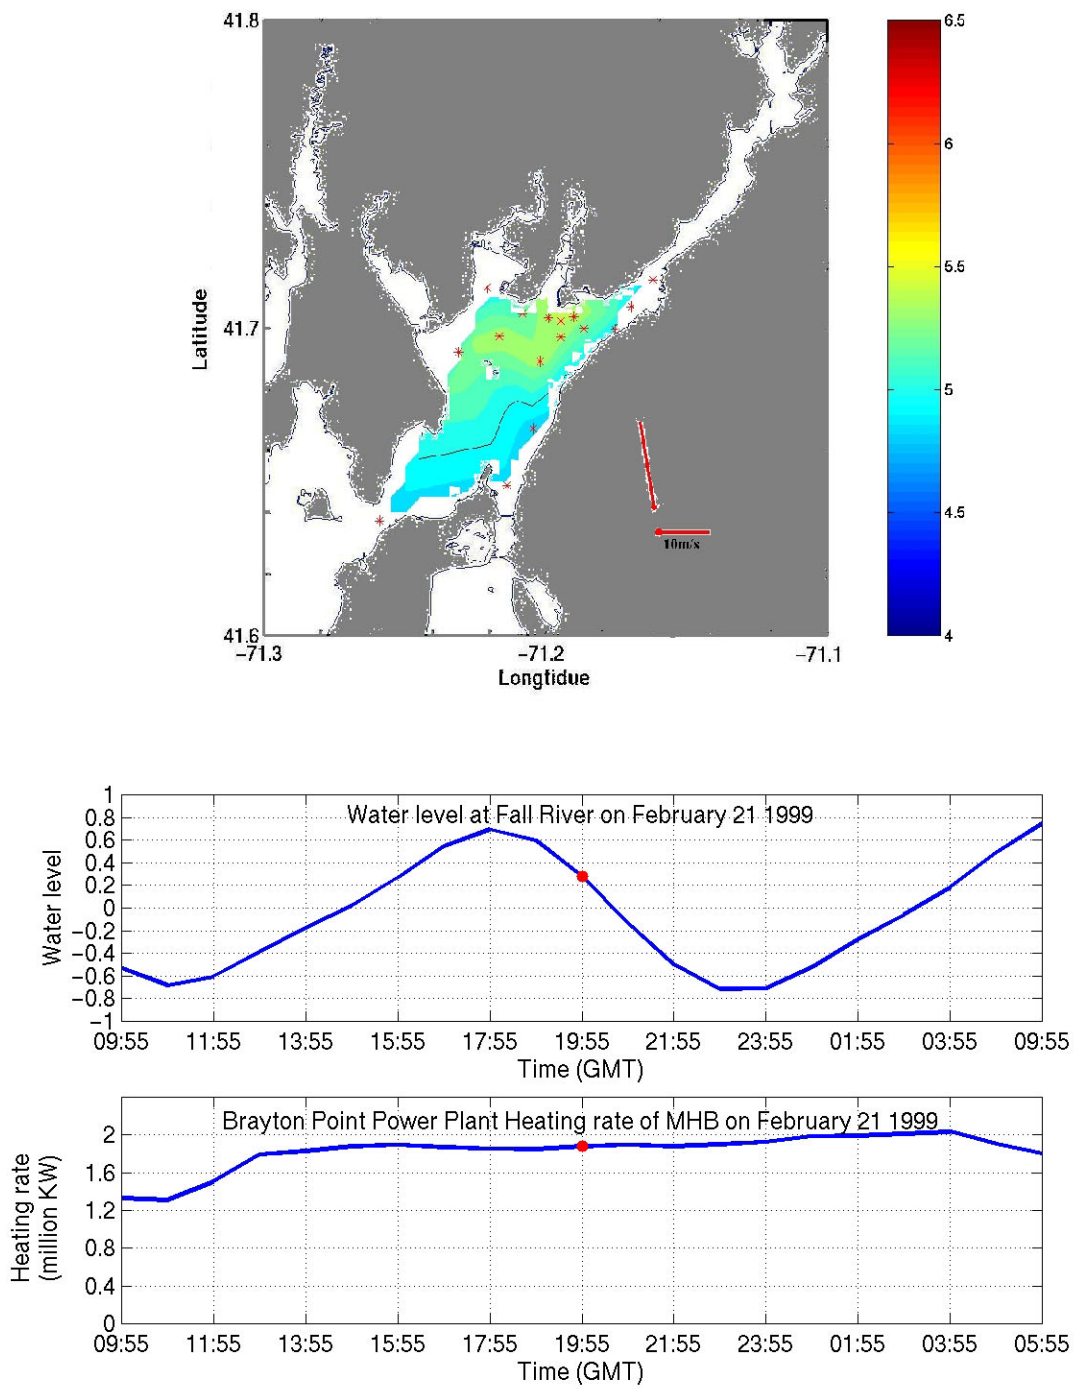 41.8
6.5
6
5.5
41.7
Latitude
5
4.5
10m/s
41.6
4
−71.3
−71.2
−71.1
Longtidue
1
0.8
0.6
0.4
0.2
0
−0.2
−0.4
−0.6
−0.8
−1
Water level
Water level at Fall River on February 21 1999
09:55 11:55 13:55 15:55 17:55 19:55 21:55 23:55 01:55 03:55 09:55
Time (GMT)
Brayton Point Power Plant Heating rate of MHB on February 21 1999
2
1.6
1.2
0.8
0.4
0
Heating rate
(million KW)
09:55 11:55 13:55 15:55 17:55 19:55 21:55 23:55 01:55 03:55 05:55
Time (GMT)